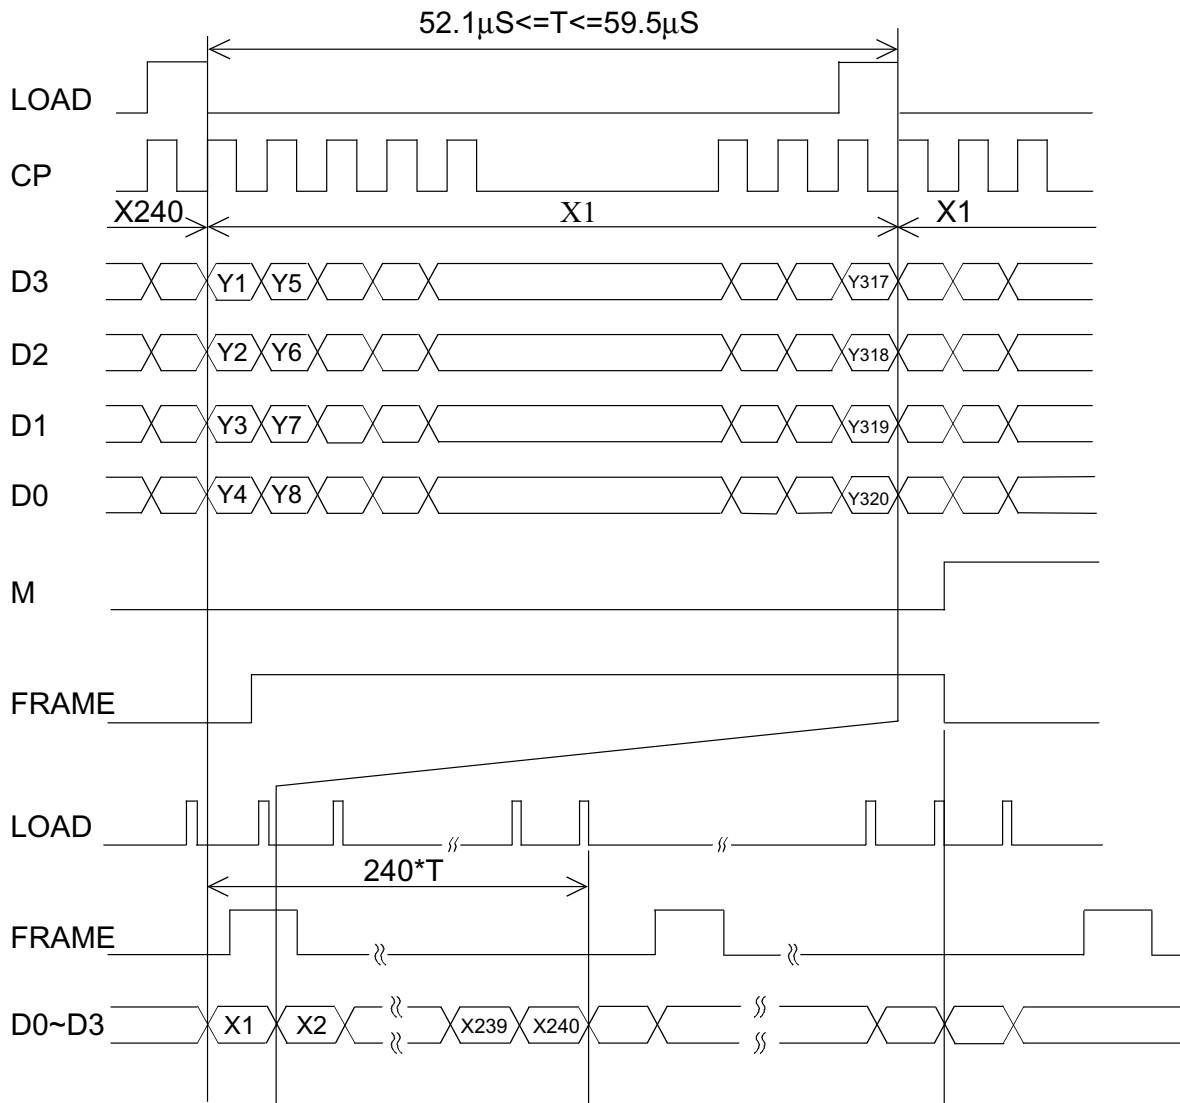 52.1μS<=T<=59.5μS
LOAD
CP
X240 X1 X1
D3 Y1 Y5 Y317
D2 Y2 Y6 Y318
D1 Y3 Y7 Y319
D0 Y4 Y8 Y320
M
FRAME
LOAD
240*T
FRAME
D0~D3 X1 X2 X239 X240